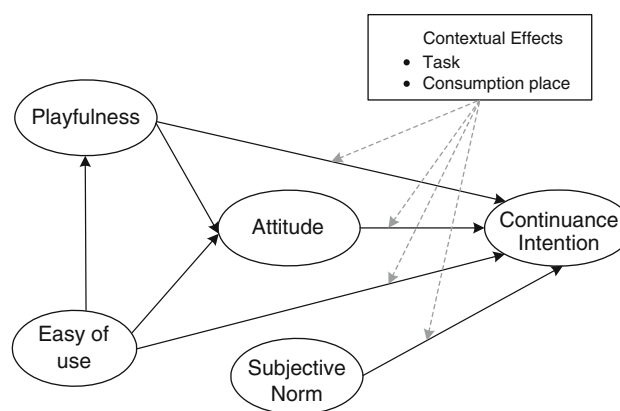 Contextual Effects
• Task
• Consumption place
Playfulness
Attitude
Continuance
Intention
Easy of
use
Subjective
Norm